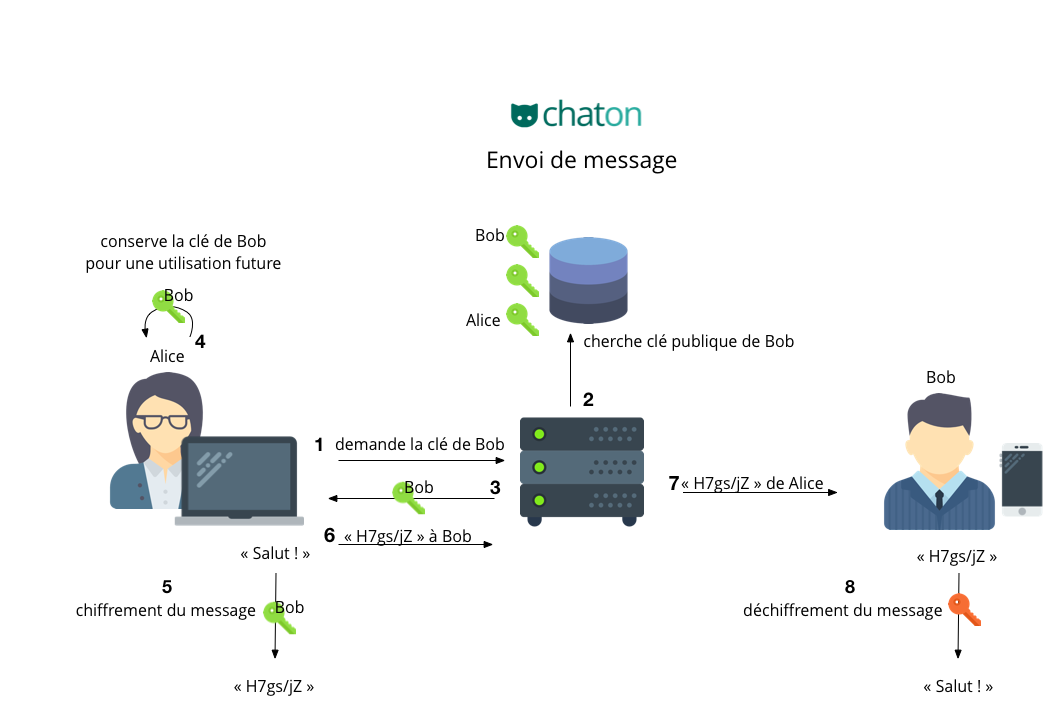 chaton
Envoi de message
Bob
Alice
cherche clé publique de Bob
2
conserve la clé de Bob
pour une utilisation future
Bob
4
Alice
1 demande la clé de Bob
Bob 3
6 « H7gs/jZ » à Bob
« Salut ! »
5
chiffrement du message Bob
« H7gs/jZ »
7 « H7gs/jZ » de Alice
Bob
« H7gs/jZ »
8
déchiffrement du message
« Salut ! »